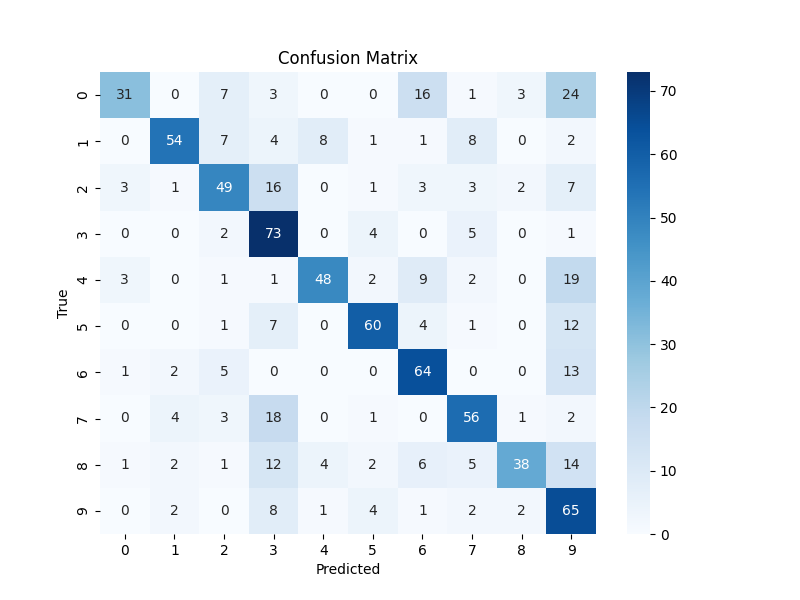 Confusion Matrix
0 31 0 7 3 0 0 16 1 3 24
1 0 54 7 4 8 1 1 8 0 2
2 3 1 49 16 0 1 3 3 2 7
3 0 0 2 73 0 4 0 5 0 1
4 3 0 1 1 48 2 9 2 0 19
5 0 0 1 7 0 60 4 1 0 12
6 1 2 5 0 0 0 64 0 0 13
7 0 4 3 18 0 1 0 56 1 2
8 1 2 1 12 4 2 6 5 38 14
9 0 2 0 8 1 4 1 2 2 65
0 1 2 3 4 5 6 7 8 9
Predicted
True
70
60
50
40
30
20
10
0